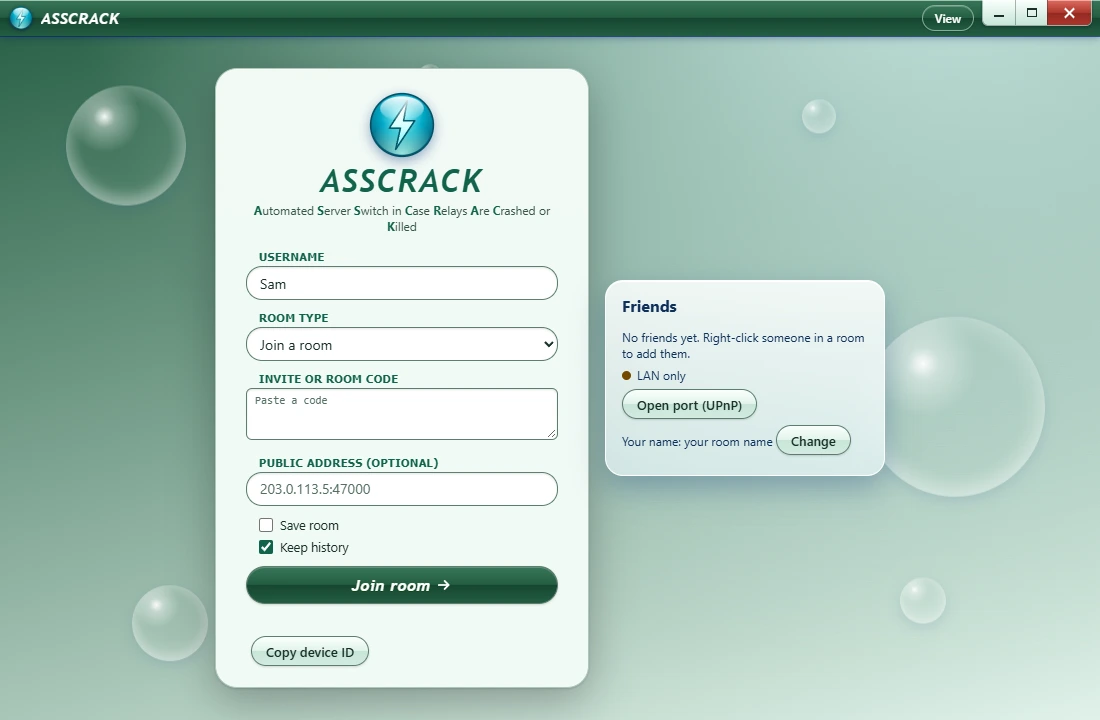 ASSCRACK
View
ASSCRACK
Automated Server Switch in Case Relays Are Crashed or
Killed
USERNAME
Sam
ROOM TYPE
Join a room
INVITE OR ROOM CODE
Paste a code
PUBLIC ADDRESS (OPTIONAL)
203.0.113.5:47000
Save room
Keep history
Join room →
Copy device ID
Friends
No friends yet. Right-click someone in a room
to add them.
LAN only
Open port (UPnP)
Your name: your room name Change